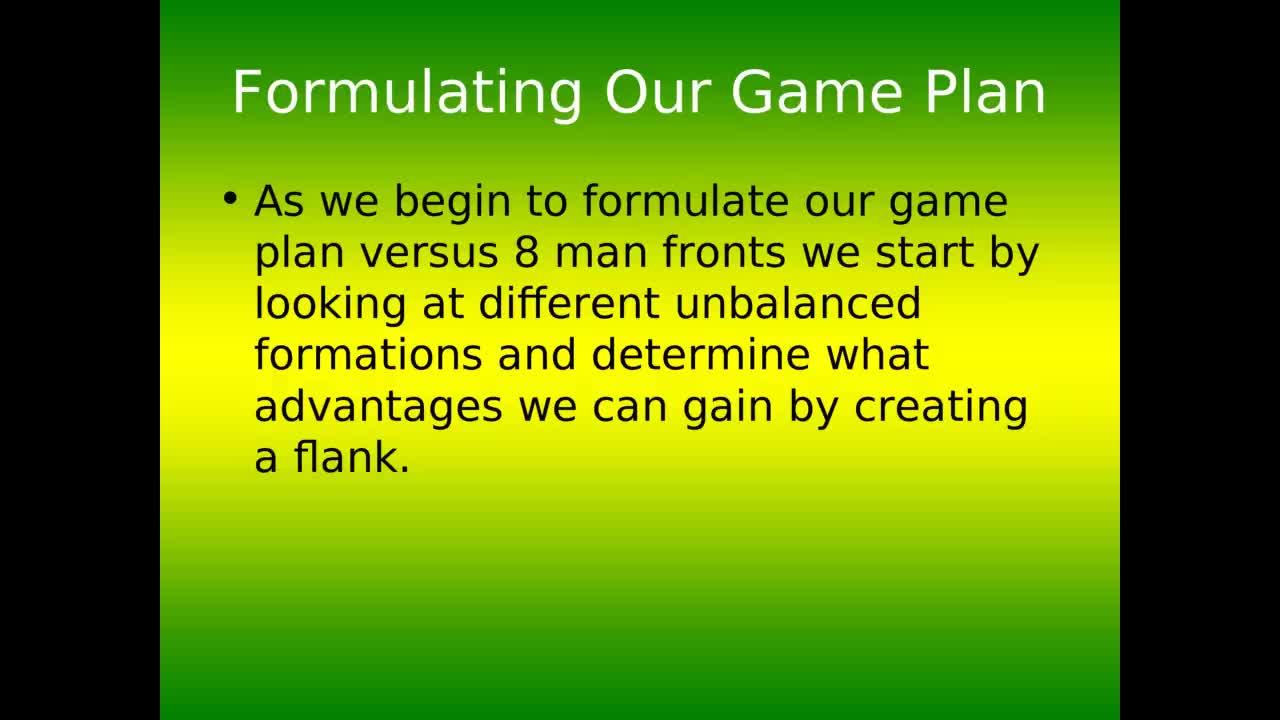 Formulating Our Game Plan
• As we begin to formulate our game
plan versus 8 man fronts we start by
looking at different unbalanced
formations and determine what
advantages we can gain by creating
a flank.